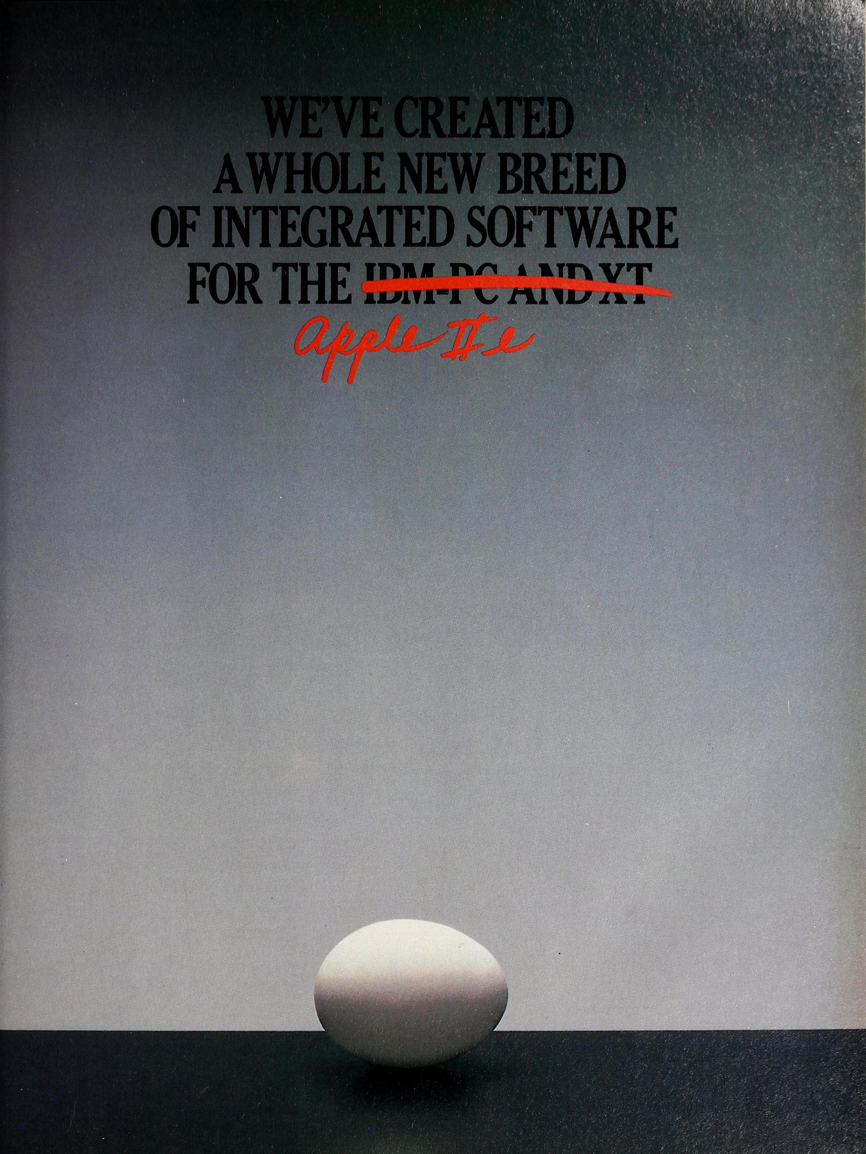 WE'VE CREATED
A WHOLE NEW BREED
OF INTEGRATED SOFTWARE
FOR THE IBM-PC AND XT
Apple IIe